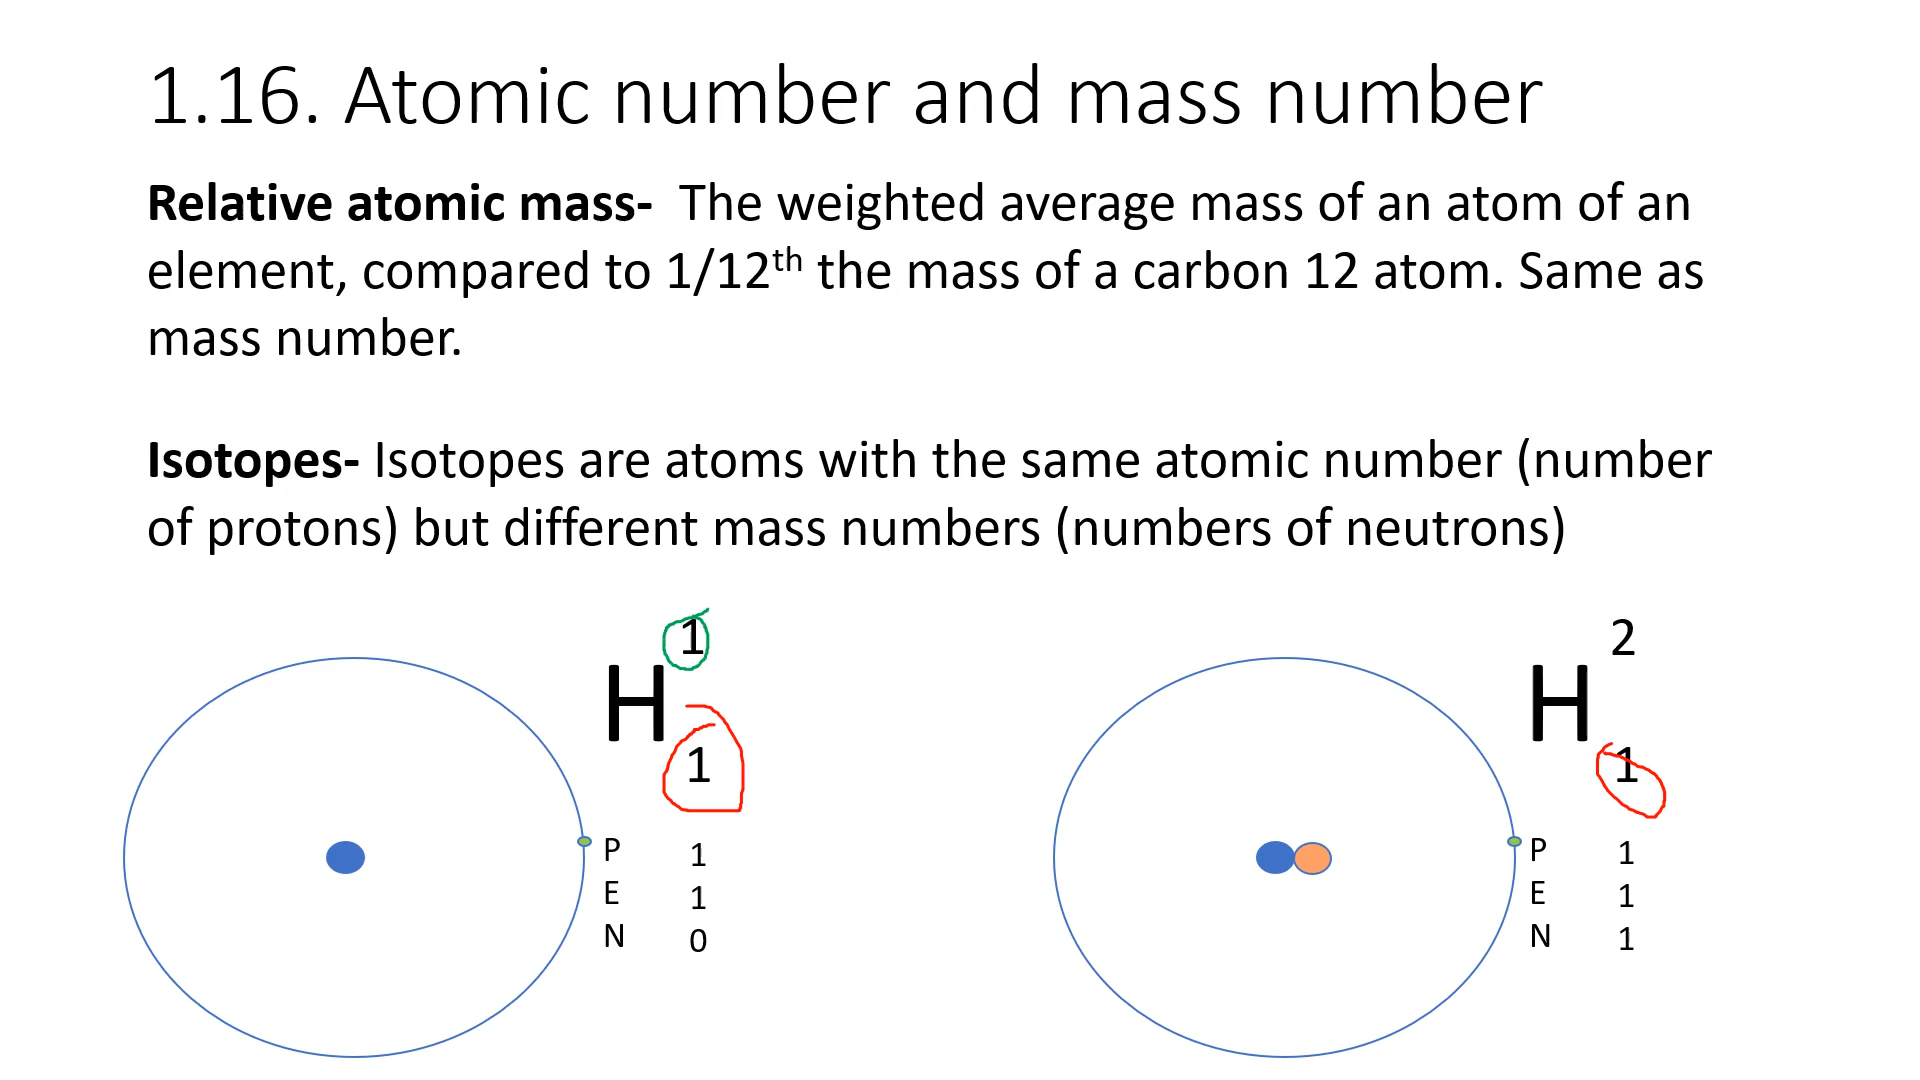 1.16. Atomic number and mass number
Relative atomic mass-  The weighted average mass of an atom of an
element, compared to 1/12th the mass of a carbon 12 atom. Same as
mass number.
Isotopes- Isotopes are atoms with the same atomic number (number
of protons) but different mass numbers (numbers of neutrons)
1
H
1
P 1
E 1
N 0
2
H
1
P 1
E 1
N 1